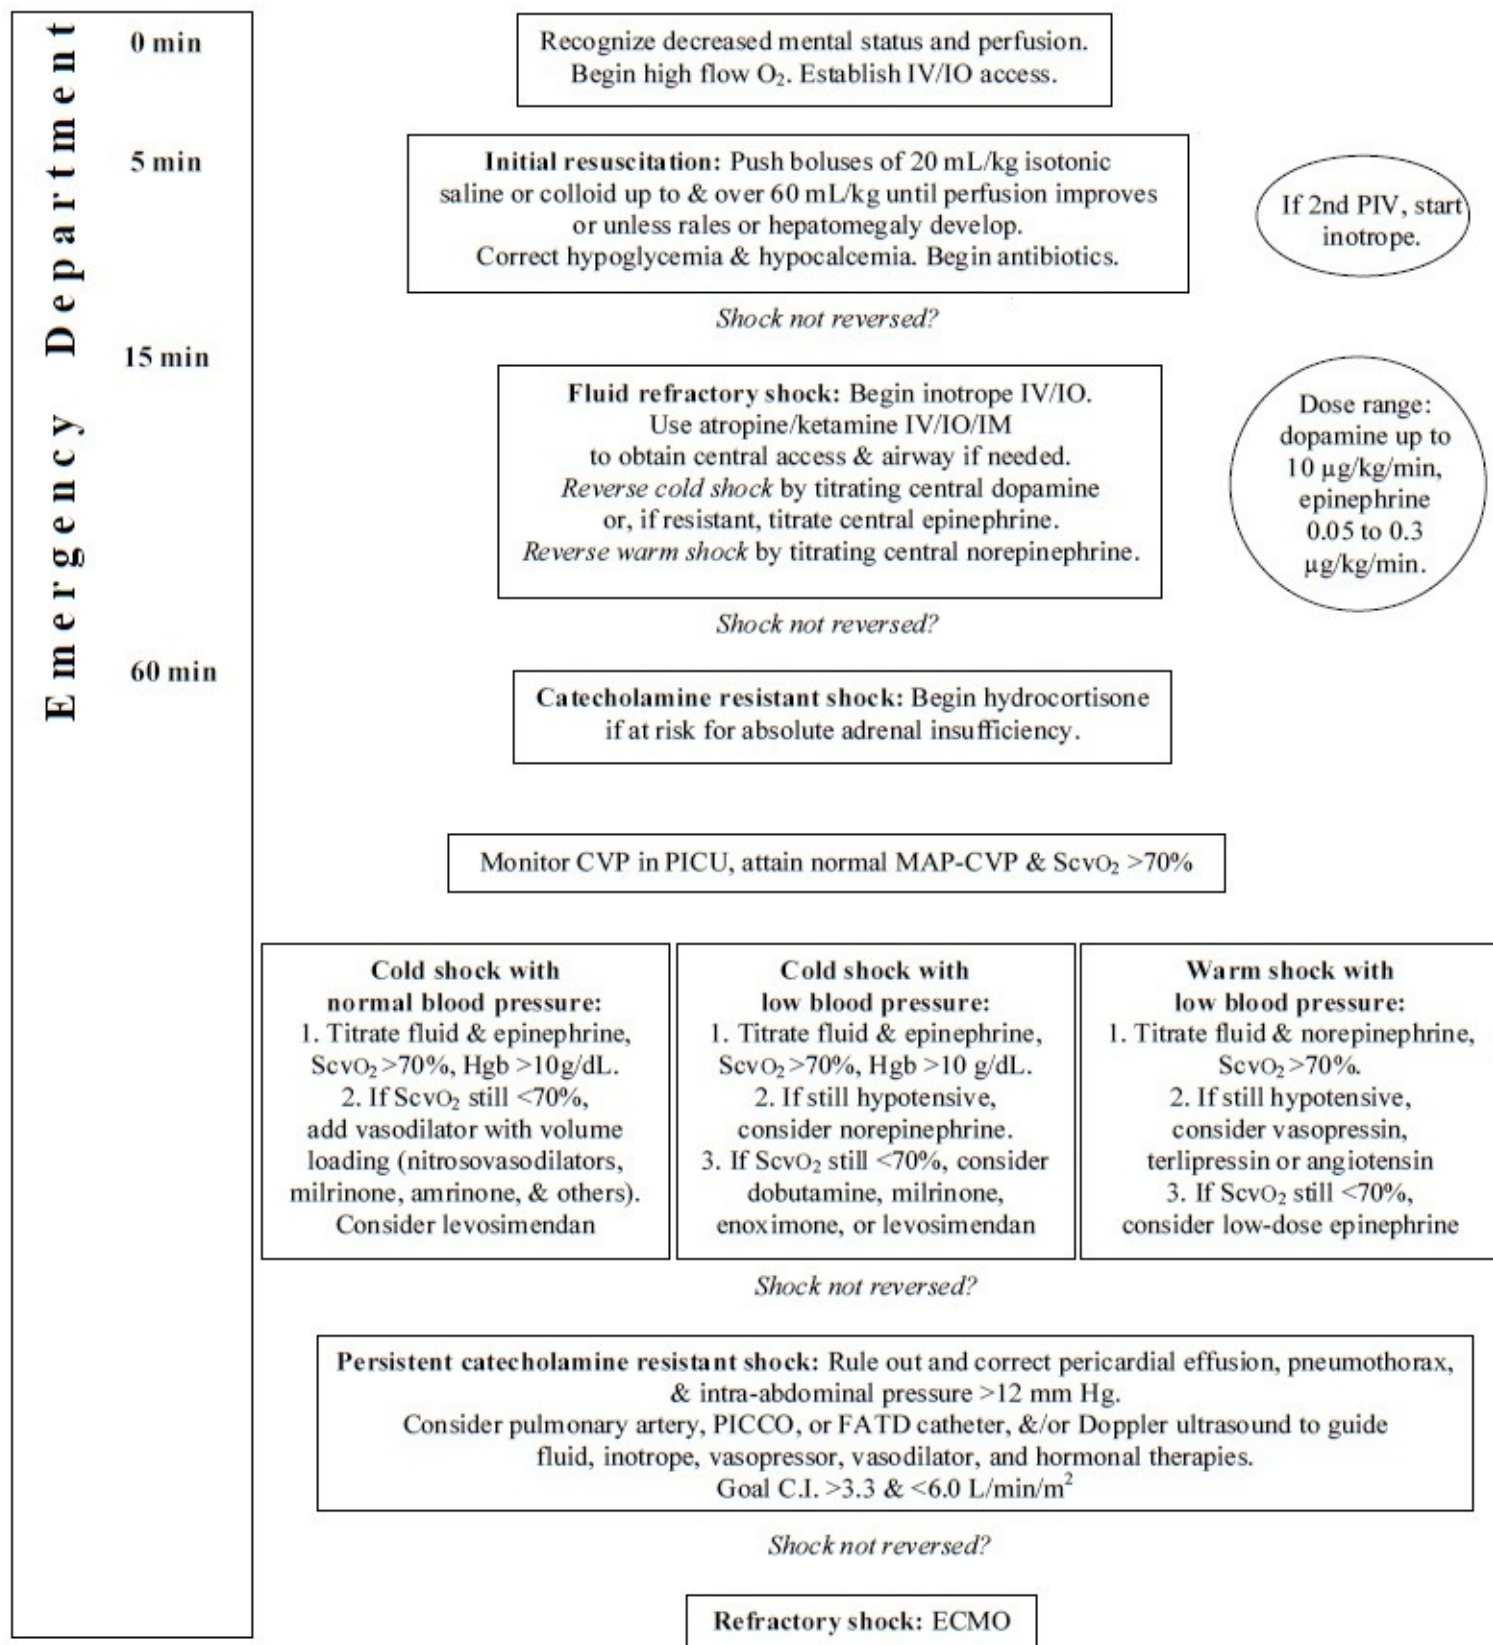 Emergency Department
0 min
Recognize decreased mental status and perfusion.
Begin high flow O₂. Establish IV/IO access.
5 min
Initial resuscitation: Push boluses of 20 mL/kg isotonic
saline or colloid up to & over 60 mL/kg until perfusion improves
or unless rales or hepatomegaly develop.
Correct hypoglycemia & hypocalcemia. Begin antibiotics.
If 2nd PIV, start
inotrope.
Shock not reversed?
15 min
Fluid refractory shock: Begin inotrope IV/IO.
Use atropine/ketamine IV/IO/IM
to obtain central access & airway if needed.
Reverse cold shock by titrating central dopamine
or, if resistant, titrate central epinephrine.
Reverse warm shock by titrating central norepinephrine.
Dose range:
dopamine up to
10 µg/kg/min,
epinephrine
0.05 to 0.3
µg/kg/min.
Shock not reversed?
60 min
Catecholamine resistant shock: Begin hydrocortisone
if at risk for absolute adrenal insufficiency.
Monitor CVP in PICU, attain normal MAP-CVP & ScvO₂ >70%
Cold shock with
normal blood pressure:
1. Titrate fluid & epinephrine,
ScvO₂ >70%, Hgb >10g/dL.
2. If ScvO₂ still <70%,
add vasodilator with volume
loading (nitrosovasodilators,
milrinone, amrinone, & others).
Consider levosimendan
Cold shock with
low blood pressure:
1. Titrate fluid & epinephrine,
ScvO₂ >70%, Hgb >10 g/dL.
2. If still hypotensive,
consider norepinephrine.
3. If ScvO₂ still <70%, consider
dobutamine, milrinone,
enoximone, or levosimendan
Warm shock with
low blood pressure:
1. Titrate fluid & norepinephrine,
ScvO₂ >70%.
2. If still hypotensive,
consider vasopressin,
terlipressin or angiotensin
3. If ScvO₂ still <70%,
consider low-dose epinephrine
Shock not reversed?
Persistent catecholamine resistant shock: Rule out and correct pericardial effusion, pneumothorax,
& intra-abdominal pressure >12 mm Hg.
Consider pulmonary artery, PICCO, or FATD catheter, &/or Doppler ultrasound to guide
fluid, inotrope, vasopressor, vasodilator, and hormonal therapies.
Goal C.I. >3.3 & <6.0 L/min/m²
Shock not reversed?
Refractory shock: ECMO